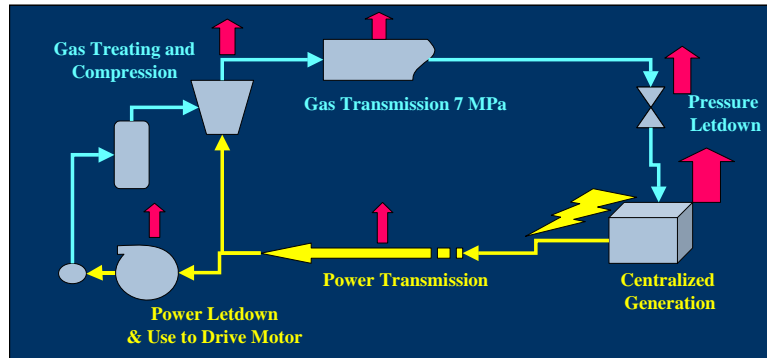 Gas Treating and
Compression
Gas Transmission 7 MPa
Pressure
Letdown
Power Transmission
Centralized
Generation
Power Letdown
& Use to Drive Motor